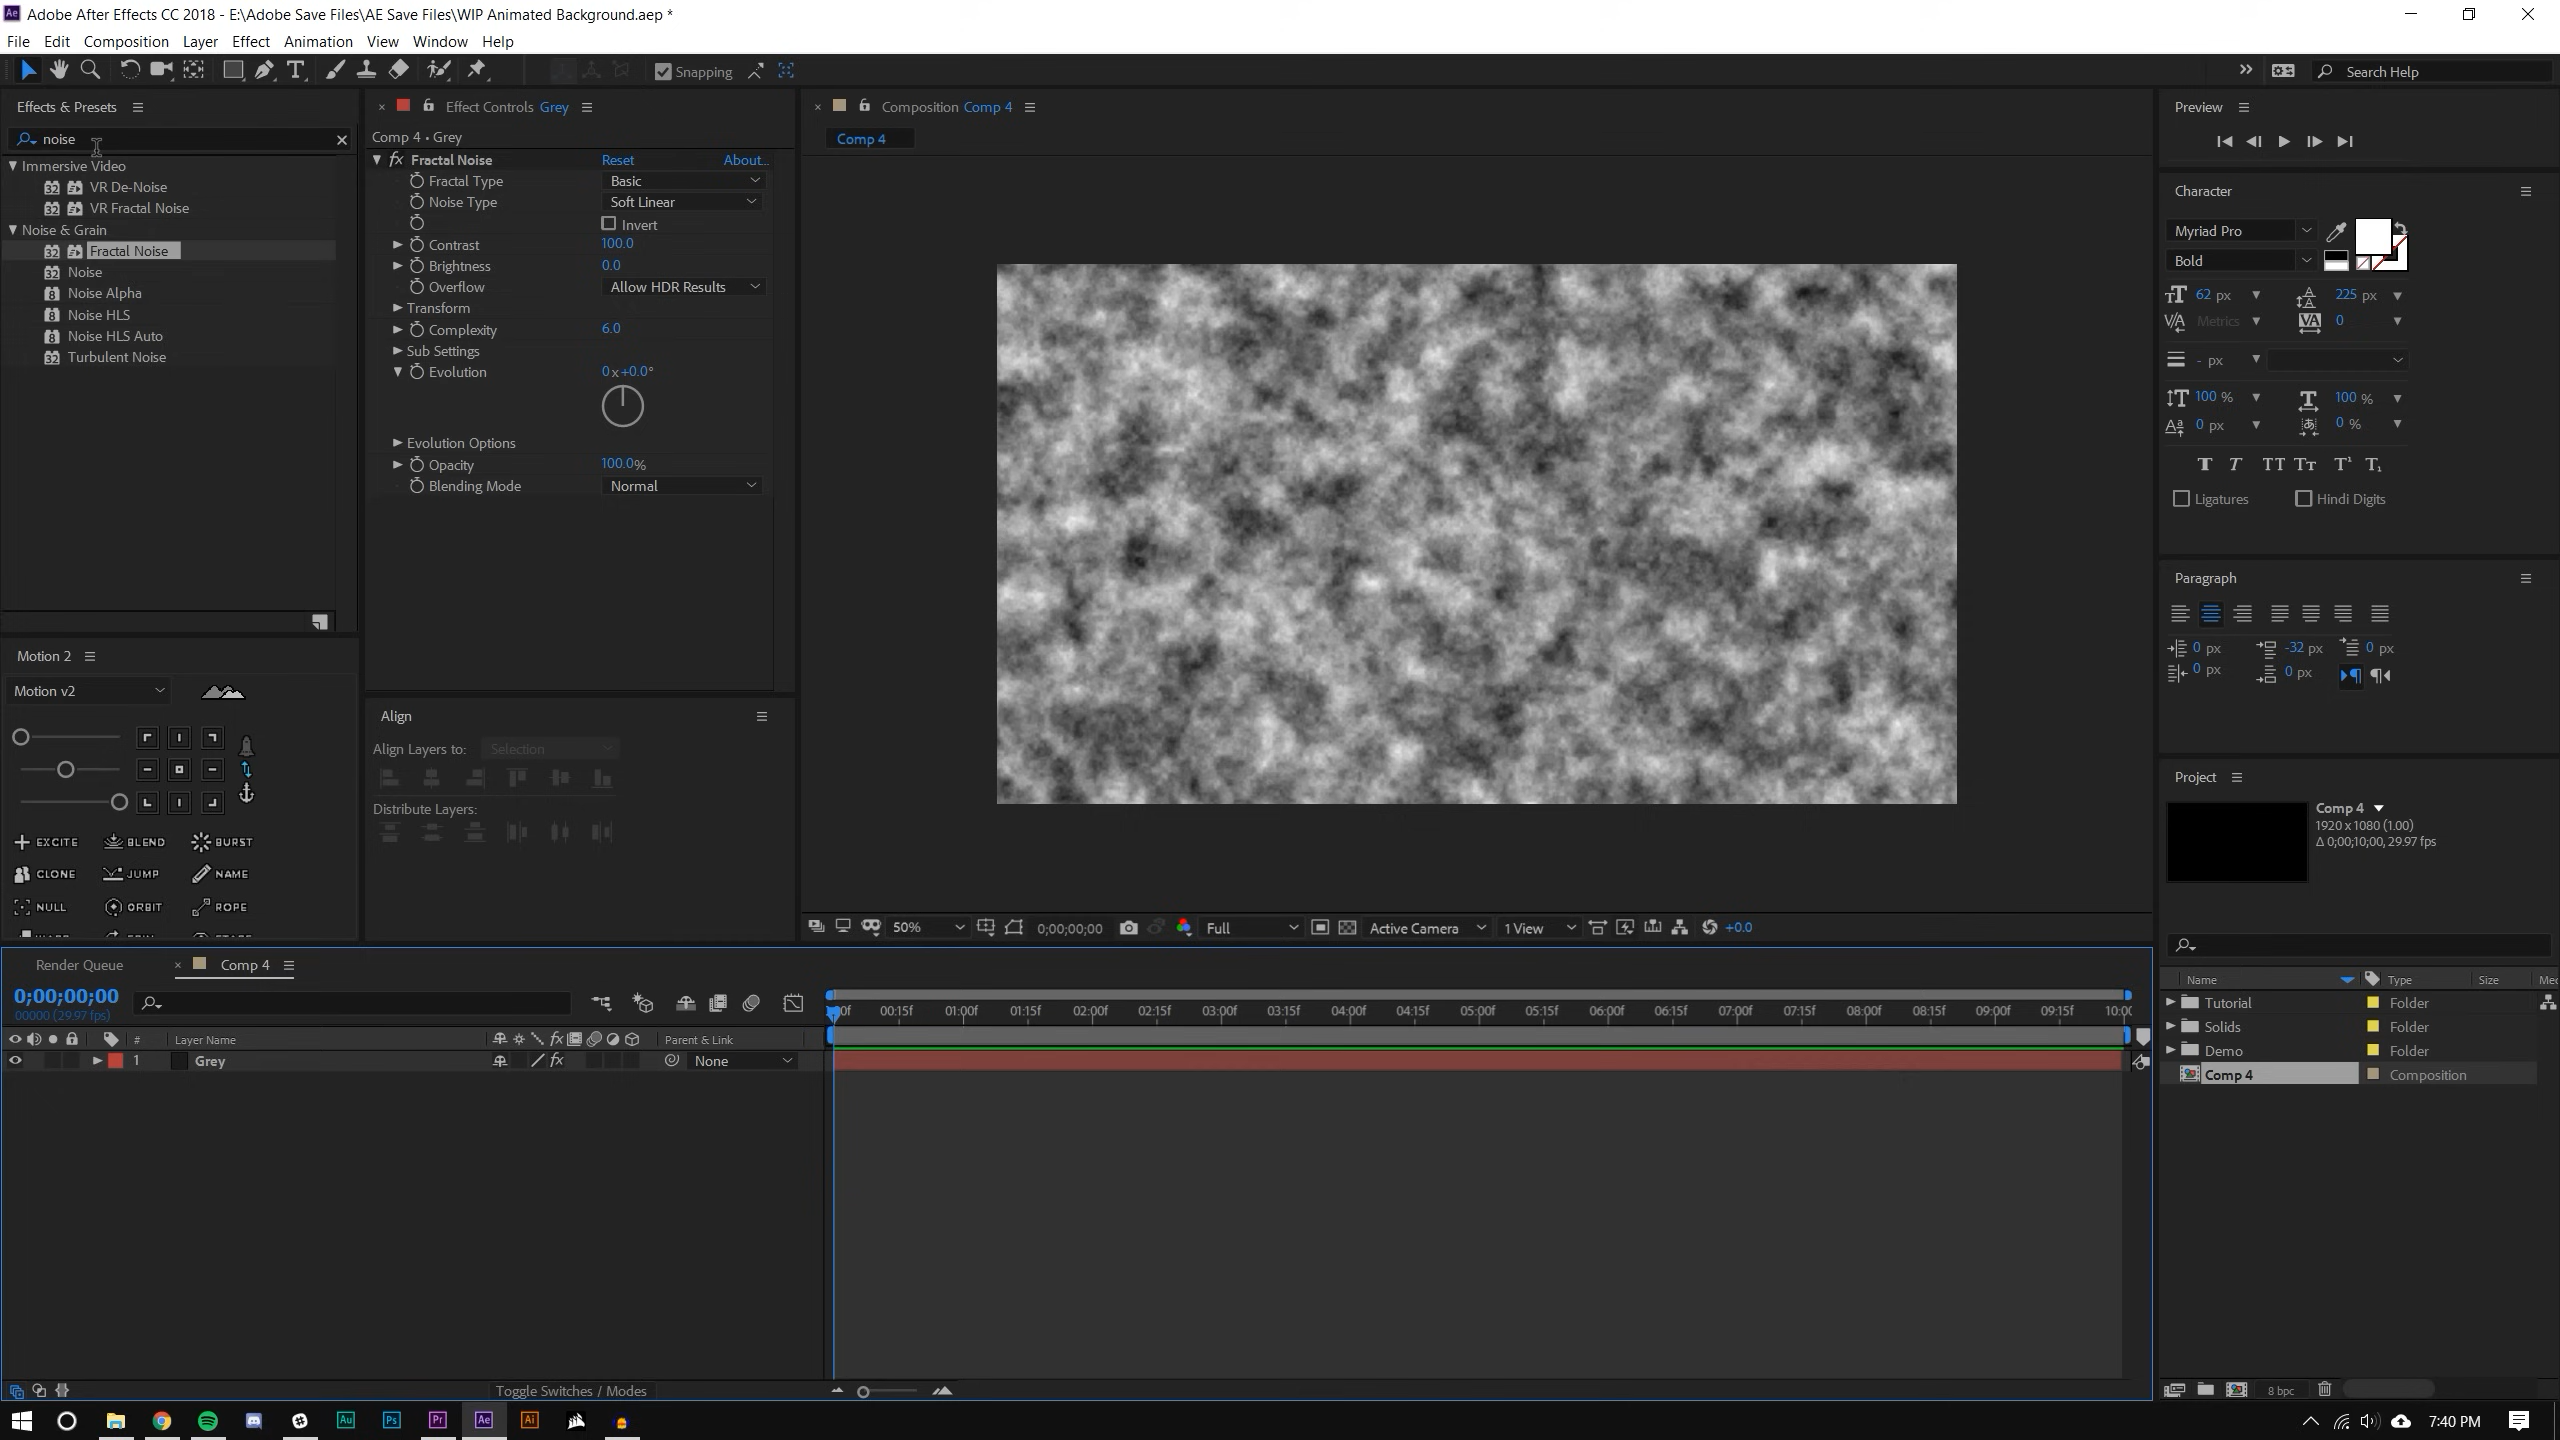 Adobe After Effects CC 2018 - E:\Adobe Save Files\AE Save Files\WIP Animated Background.aep *
File Edit Composition Layer Effect Animation View Window Help
Snapping
Search Help
Effects & Presets
noise
Immersive Video
VR De-Noise
VR Fractal Noise
Noise & Grain
Fractal Noise
Noise
Noise Alpha
Noise HLS
Noise HLS Auto
Turbulent Noise
Motion 2
Motion v2
EXCITE BLEND BURST
CLONE JUMP NAME
NULL ORBIT ROPE
Effect Controls Grey
Comp 4 • Grey
fx Fractal Noise Reset About...
Fractal Type Basic
Noise Type Soft Linear
Invert
Contrast 100.0
Brightness 0.0
Overflow Allow HDR Results
Transform
Complexity 6.0
Sub Settings
Evolution 0x+0.0°
Evolution Options
Opacity 100.0%
Blending Mode Normal
Align
Align Layers to: Selection
Distribute Layers:
Composition Comp 4
Comp 4
50% 0;00;00;00 Full Active Camera 1 View +0.0
Preview
Character
Myriad Pro
Bold
62 px 225 px
Metrics 0
- px
100 % 100 %
0 px 0 %
T T TT Tt T¹ T₁
Ligatures Hindi Digits
Paragraph
0 px -32 px 0 px
0 px 0 px
Project
Comp 4
1920 x 1080 (1.00)
Δ 0;00;10;00, 29.97 fps
Name Type Size
Tutorial Folder
Solids Folder
Demo Folder
Comp 4 Composition
8 bpc
Render Queue Comp 4
0;00;00;00
00000 (29.97 fps)
# Layer Name fx Parent & Link
1 Grey fx None
00:15f 01:00f 01:15f 02:00f 02:15f 03:00f 03:15f 04:00f 04:15f 05:00f 05:15f 06:00f 06:15f 07:00f 07:15f 08:00f 08:15f 09:00f 09:15f
Toggle Switches / Modes
Au Ps Pr Ae Ai
7:40 PM